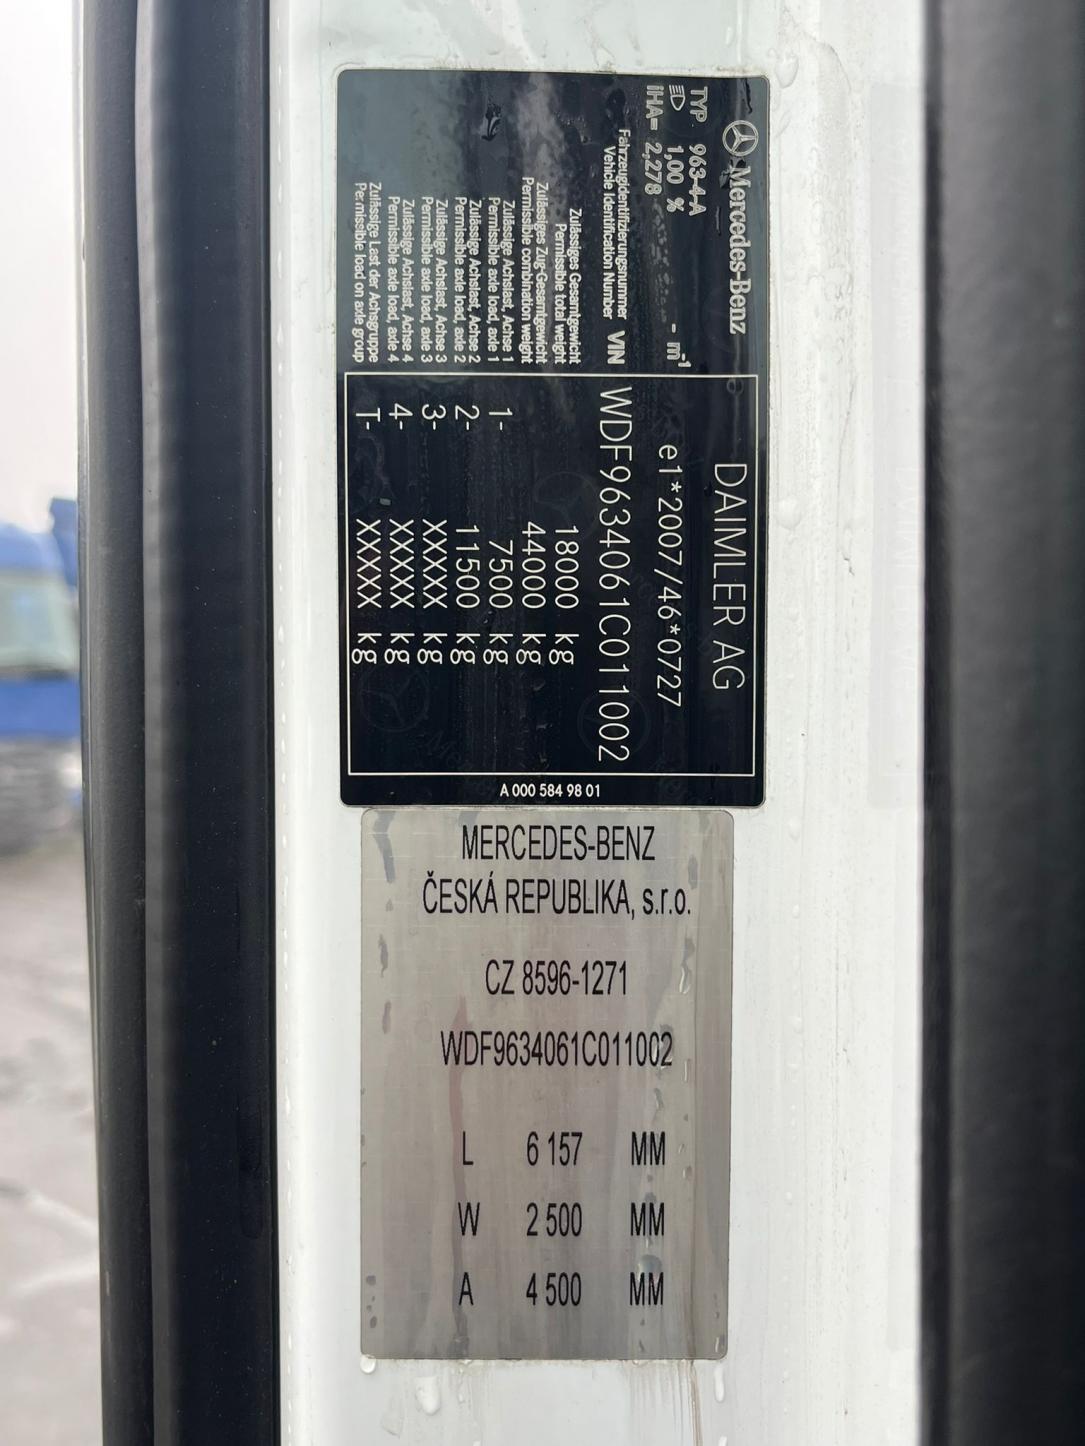 Mercedes-Benz
TYP 963-4-A
1,00 % - m-1
iHA= 2,278
DAIMLER AG
e1*2007/46*0727
Fahrzeugidentifizierungsnummer
Vehicle Identification Number VIN WDF9634061C011002
Zulässiges Gesamtgewicht
Permissible total weight 18000 kg
Zulässiges Zug-Gesamtgewicht
Permissible combination weight 44000 kg
Zulässige Achslast, Achse 1
Permissible axle load, axle 1 1- 7500 kg
Zulässige Achslast, Achse 2
Permissible axle load, axle 2 2- 11500 kg
Zulässige Achslast, Achse 3
Permissible axle load, axle 3 3- XXXXX kg
Zulässige Achslast, Achse 4
Permissible axle load, axle 4 4- XXXXX kg
Zulässige Last der Achsgruppe
Permissible load on axle group T- XXXXX kg
A 000 584 98 01
MERCEDES-BENZ
ČESKÁ REPUBLIKA, s.r.o.
CZ 8596-1271
WDF9634061C011002
L 6 157 MM
W 2 500 MM
A 4 500 MM